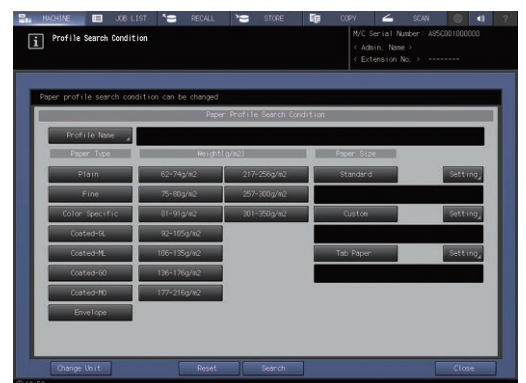 MACHINE JOB LIST RECALL STORE COPY SCAN ?
i Profile Search Condition
M/C Serial Number: A85C001000000
< Admin. Name >
< Extension No. > --------
Paper profile search condition can be changed
Paper Profile Search Condition
Profile Name
Paper Type Weight(g/m2) Paper Size
Plain 62-74g/m2 217-256g/m2 Standard Setting
Fine 75-80g/m2 257-300g/m2
Color Specific 81-91g/m2 301-350g/m2 Custom Setting
Coated-GL 92-105g/m2
Coated-ML 106-135g/m2 Tab Paper Setting
Coated-GO 136-176g/m2
Coated-MO 177-216g/m2
Envelope
Change Unit Reset Search Close